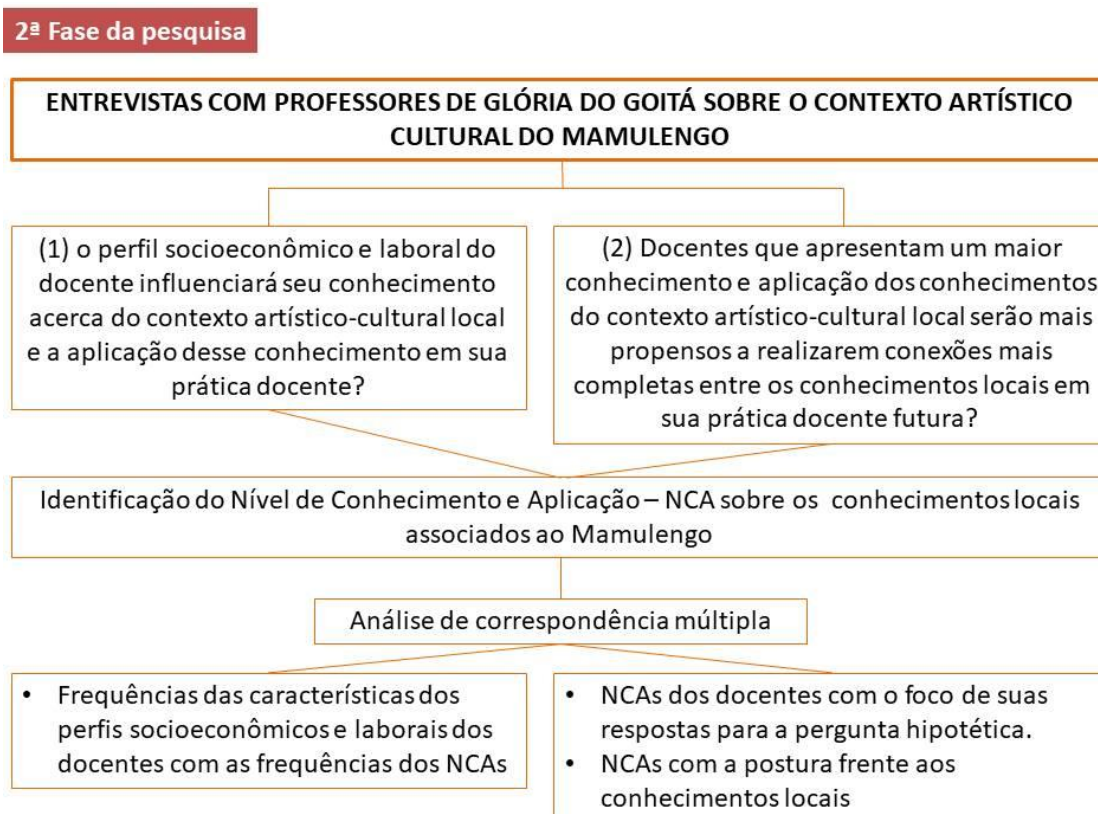 2ª Fase da pesquisa
ENTREVISTAS COM PROFESSORES DE GLÓRIA DO GOITÁ SOBRE O CONTEXTO ARTÍSTICO
CULTURAL DO MAMULENGO
(1) o perfil socioeconômico e laboral do
docente influenciará seu conhecimento
acerca do contexto artístico-cultural local
e a aplicação desse conhecimento em sua
prática docente?
(2) Docentes que apresentam um maior
conhecimento e aplicação dos conhecimentos
do contexto artístico-cultural local serão mais
propensos a realizarem conexões mais
completas entre os conhecimentos locais em
sua prática docente futura?
Identificação do Nível de Conhecimento e Aplicação – NCA sobre os conhecimentos locais
associados ao Mamulengo
Análise de correspondência múltipla
• Frequências das características dos
perfis socioeconômicos e laborais dos
docentes com as frequências dos NCAs
• NCAs dos docentes com o foco de suas
respostas para a pergunta hipotética.
• NCAs com a postura frente aos
conhecimentos locais